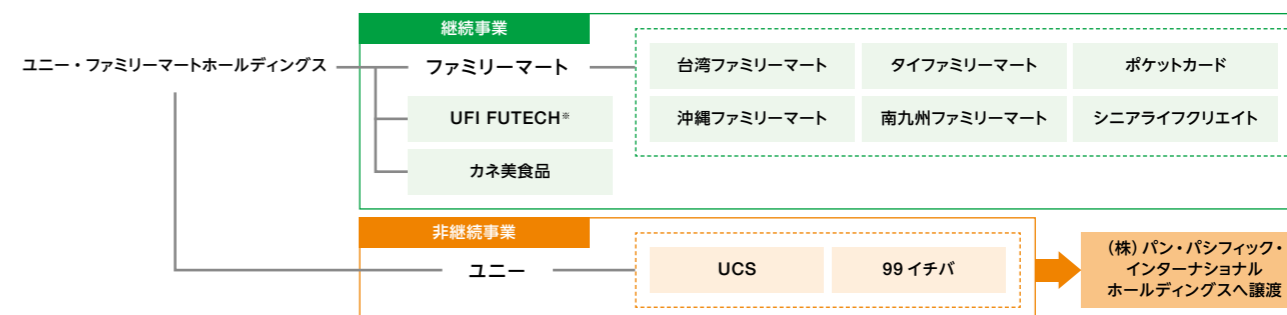 継続事業
ユニー・ファミリーマートホールディングス
ファミリーマート
台湾ファミリーマート
タイファミリーマート
ポケットカード
UFI FUTECH※
沖縄ファミリーマート
南九州ファミリーマート
シニアライフクリエイト
カネ美食品
非継続事業
ユニー
UCS
99イチバ
(株)パン・パシフィック・
インターナショナル
ホールディングスへ譲渡